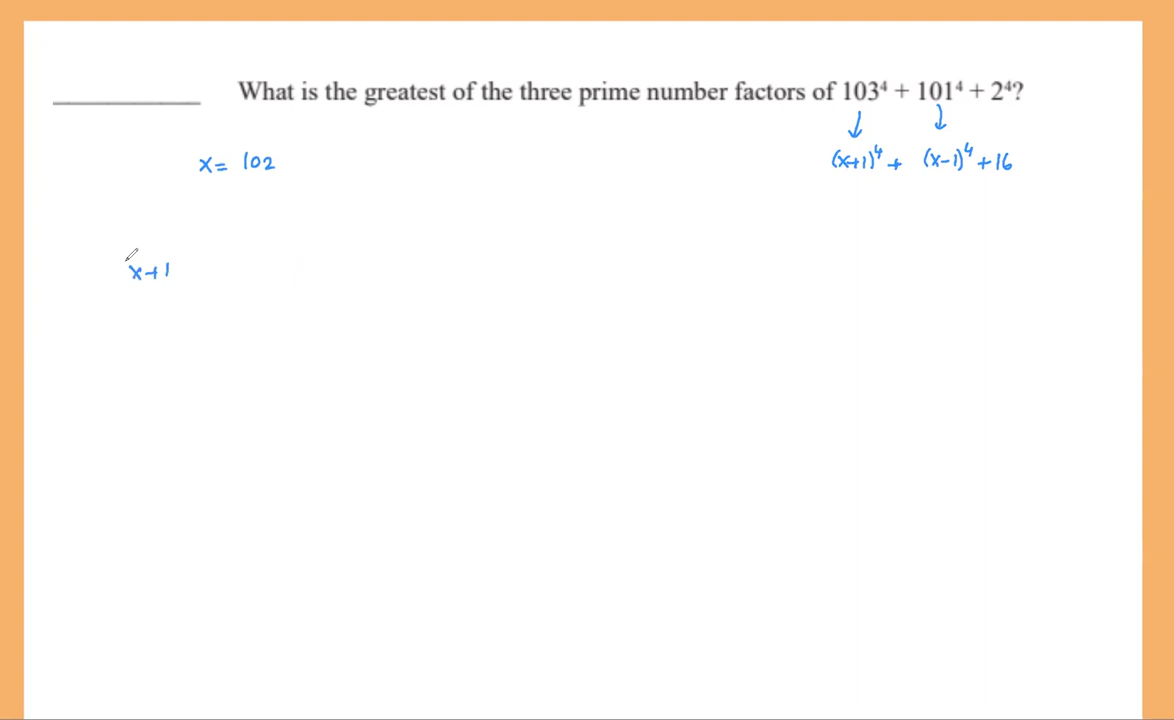 What is the greatest of the three prime number factors of 103⁴ + 101⁴ + 2⁴?
x = 102
(x+1)⁴ + (x-1)⁴ + 16
x+1